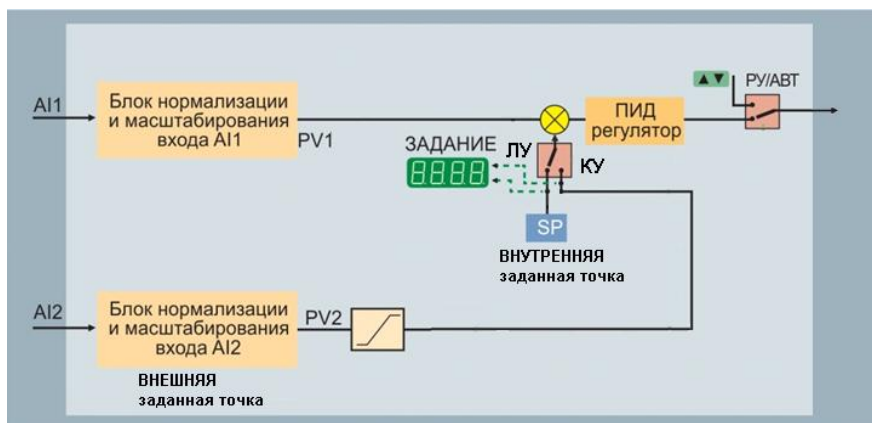 AI1
Блок нормализации
и масштабирования
входа AI1
PV1
ЗАДАНИЕ
8888
ЛУ
КУ
ПИД
регулятор
▲▼
РУ/АВТ
SP
ВНУТРЕННЯЯ
заданная точка
AI2
Блок нормализации
и масштабирования
входа AI2
PV2
ВНЕШНЯЯ
заданная точка